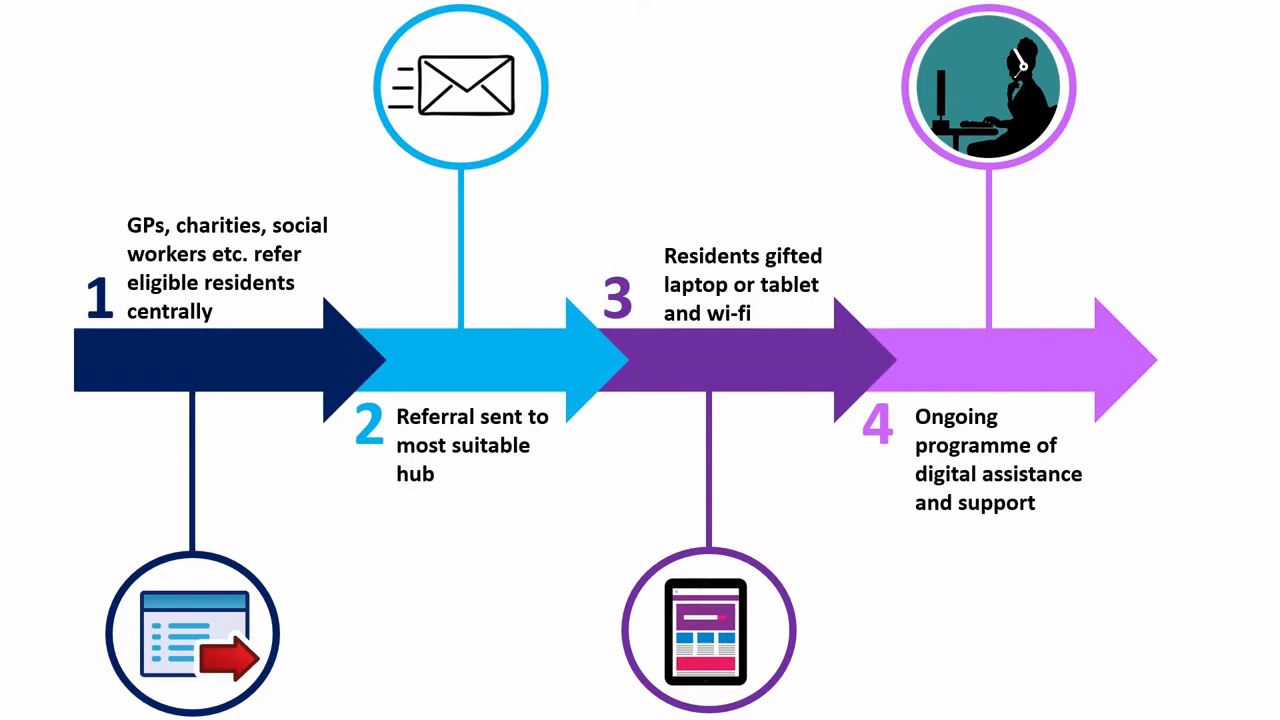 1
GPs, charities, social
workers etc. refer
eligible residents
centrally
2
Referral sent to
most suitable
hub
3
Residents gifted
laptop or tablet
and wi-fi
4
Ongoing
programme of
digital assistance
and support